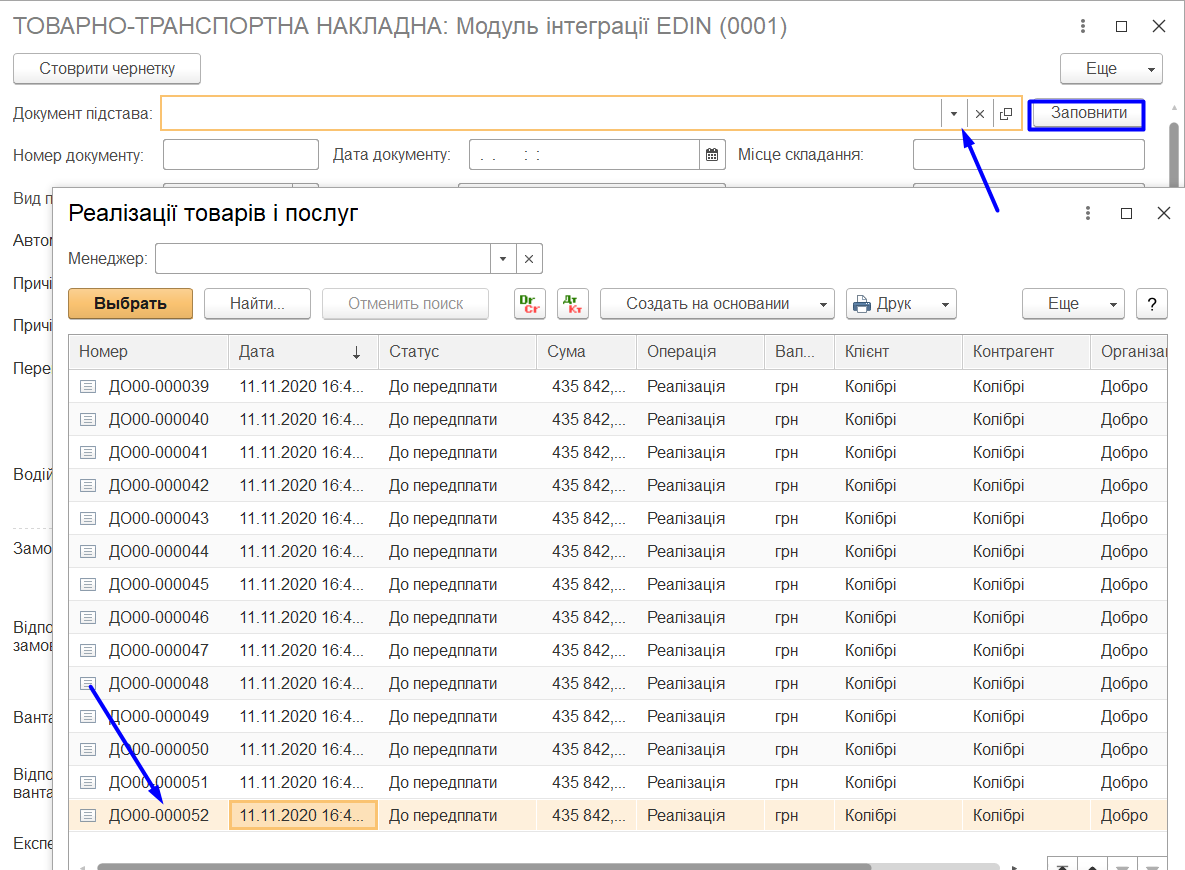 ТОВАРНО-ТРАНСПОРТНА НАКЛАДНА: Модуль інтеграції EDIN (0001)
Стоврити чернетку Еще
Документ підстава: Заповнити
Номер документу: Дата документу: . . : : Місце складання:
Вид п
Реалізації товарів і послуг
Автом
Менеджер:
Причі
Выбрать Найти... Отменить поиск Dr Cr Дт Кт Создать на основании Друк Еще ?
Причі
Номер Дата ↓ Статус Сума Операція Вал... Клієнт Контрагент Організа
Пере
ДО00-000039 11.11.2020 16:4... До передплати 435 842,... Реалізація грн Колібрі Колібрі Добро
ДО00-000040 11.11.2020 16:4... До передплати 435 842,... Реалізація грн Колібрі Колібрі Добро
ДО00-000041 11.11.2020 16:4... До передплати 435 842,... Реалізація грн Колібрі Колібрі Добро
Водій
ДО00-000042 11.11.2020 16:4... До передплати 435 842,... Реалізація грн Колібрі Колібрі Добро
ДО00-000043 11.11.2020 16:4... До передплати 435 842,... Реалізація грн Колібрі Колібрі Добро
Замо
ДО00-000044 11.11.2020 16:4... До передплати 435 842,... Реалізація грн Колібрі Колібрі Добро
ДО00-000045 11.11.2020 16:4... До передплати 435 842,... Реалізація грн Колібрі Колібрі Добро
ДО00-000046 11.11.2020 16:4... До передплати 435 842,... Реалізація грн Колібрі Колібрі Добро
Відпо
замов
ДО00-000047 11.11.2020 16:4... До передплати 435 842,... Реалізація грн Колібрі Колібрі Добро
ДО00-000048 11.11.2020 16:4... До передплати 435 842,... Реалізація грн Колібрі Колібрі Добро
Ванта
ДО00-000049 11.11.2020 16:4... До передплати 435 842,... Реалізація грн Колібрі Колібрі Добро
ДО00-000050 11.11.2020 16:4... До передплати 435 842,... Реалізація грн Колібрі Колібрі Добро
Відпо
ванта
ДО00-000051 11.11.2020 16:4... До передплати 435 842,... Реалізація грн Колібрі Колібрі Добро
ДО00-000052 11.11.2020 16:4... До передплати 435 842,... Реалізація грн Колібрі Колібрі Добро
Експе